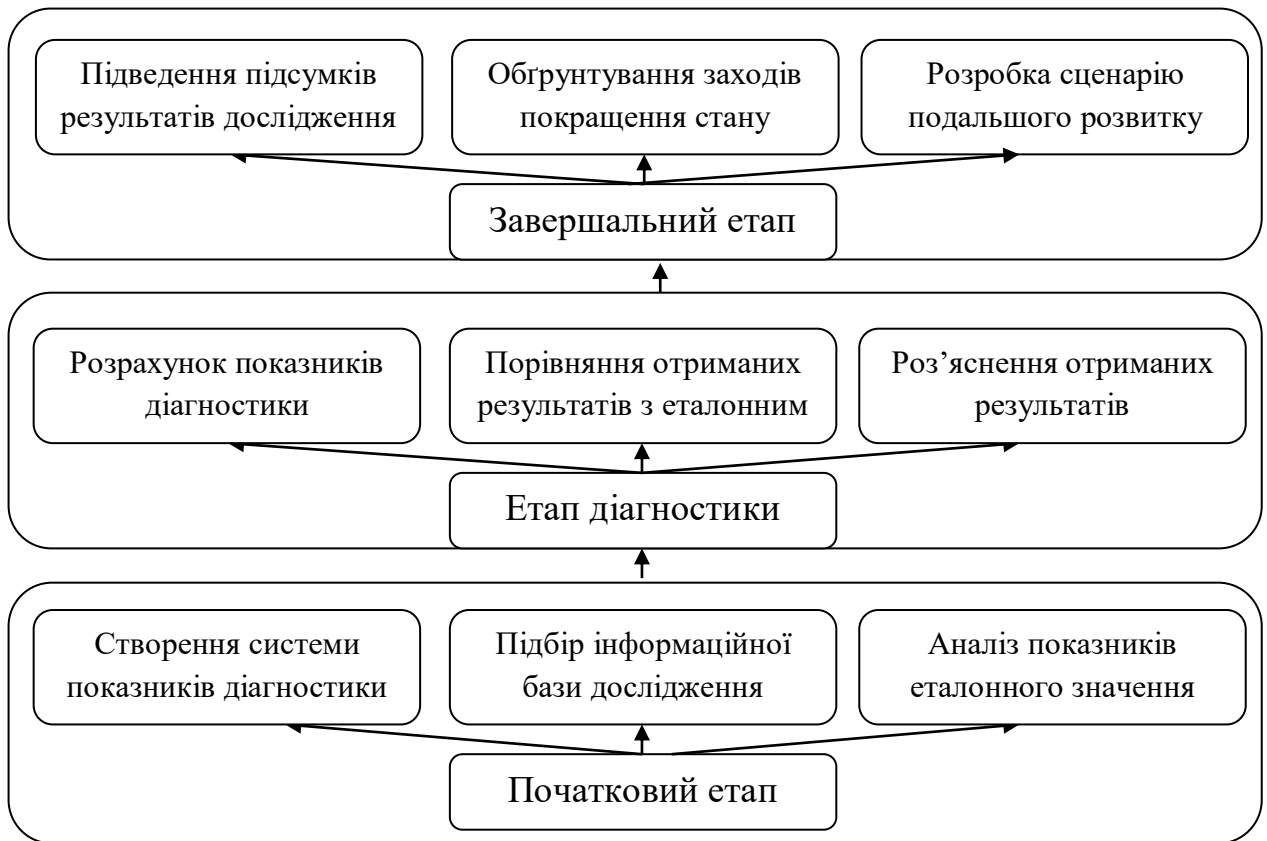 Підведення підсумків
результатів дослідження
Обґрунтування заходів
покращення стану
Розробка сценарію
подальшого розвитку
Завершальний етап
Розрахунок показників
діагностики
Порівняння отриманих
результатів з еталонним
Роз’яснення отриманих
результатів
Етап діагностики
Створення системи
показників діагностики
Підбір інформаційної
бази дослідження
Аналіз показників
еталонного значення
Початковий етап